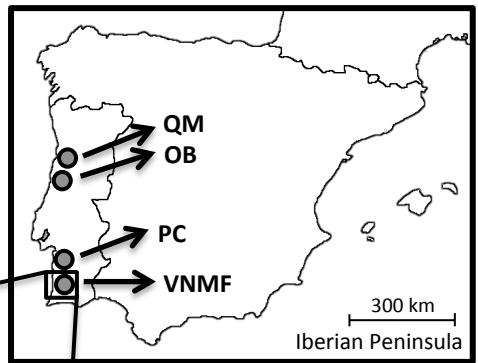 QM
OB
PC
VNMF
300 km
Iberian Peninsula